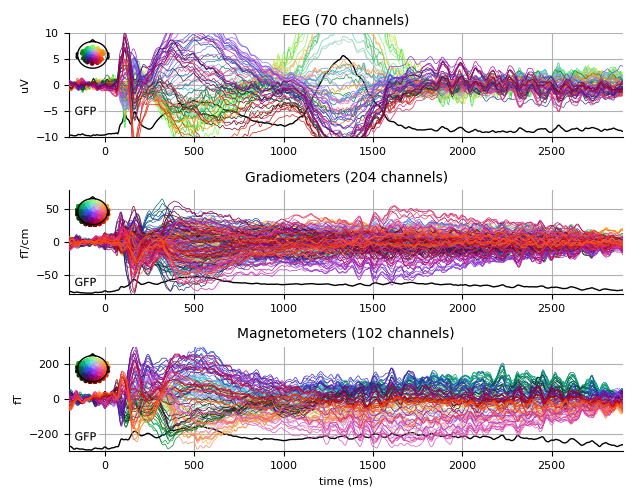 EEG (70 channels)
10
5
0
−5
−10
uV
GFP
0 500 1000 1500 2000 2500
Gradiometers (204 channels)
50
0
−50
fT/cm
GFP
0 500 1000 1500 2000 2500
Magnetometers (102 channels)
200
0
−200
fT
GFP
0 500 1000 1500 2000 2500
time (ms)